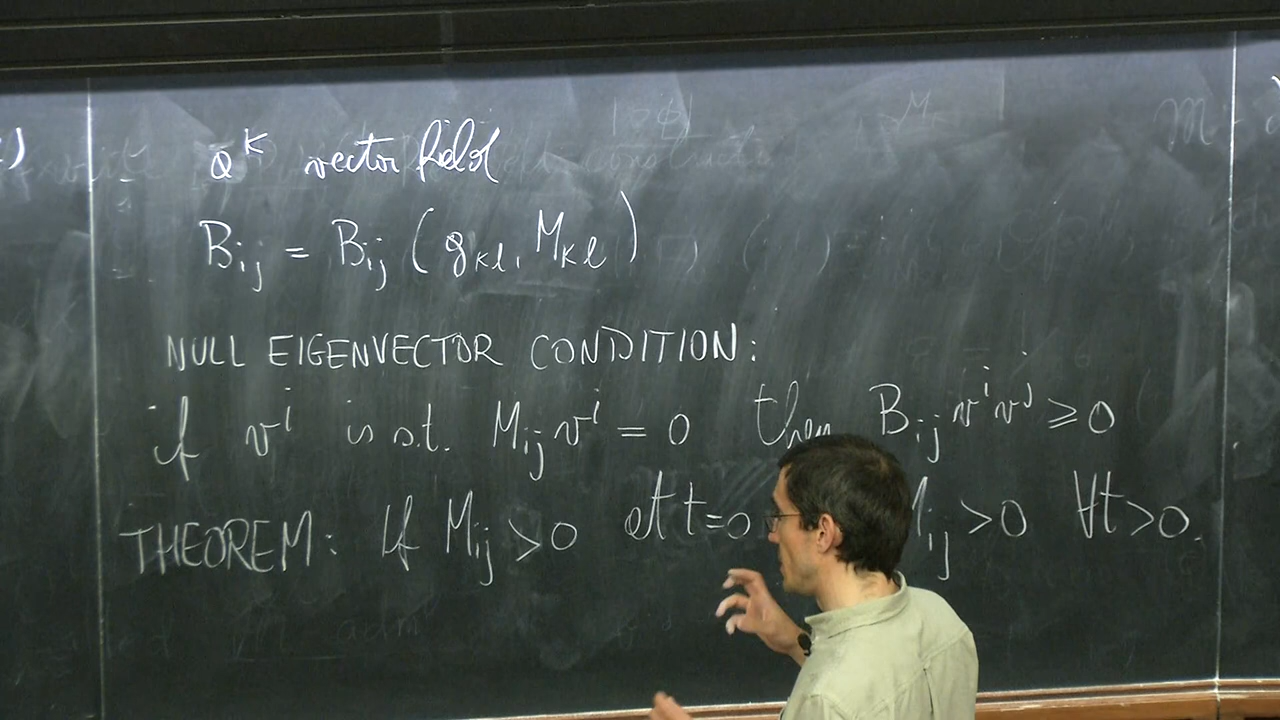 Q^K vector field
B_ij = B_ij (g_Kl, M_Kl)
NULL EIGENVECTOR CONDITION:
if v^i is s.t. M_ij v^i = 0 then B_ij v^i v^j ⩾ 0
THEOREM: If M_ij > 0 at t=0 M_ij > 0 ∀t>0.